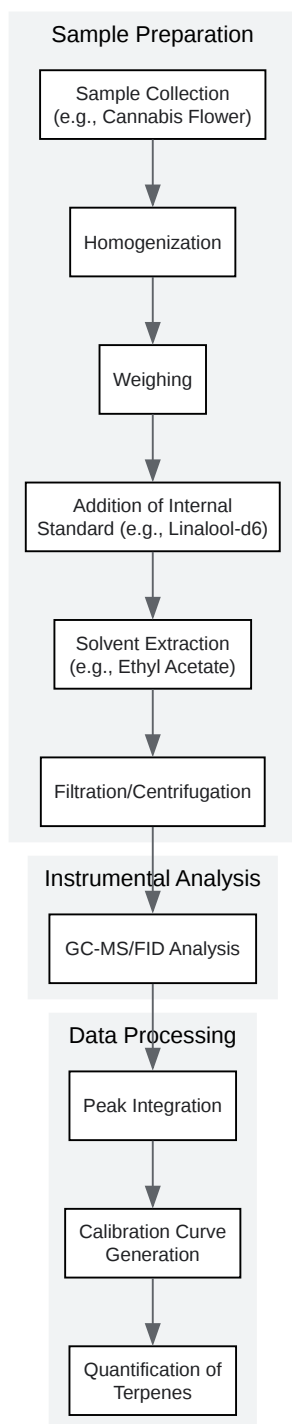 Sample Preparation
Sample Collection
(e.g., Cannabis Flower)
Homogenization
Weighing
Addition of Internal
Standard (e.g., Linalool-d6)
Solvent Extraction
(e.g., Ethyl Acetate)
Filtration/Centrifugation
Instrumental Analysis
GC-MS/FID Analysis
Data Processing
Peak Integration
Calibration Curve
Generation
Quantification of
Terpenes